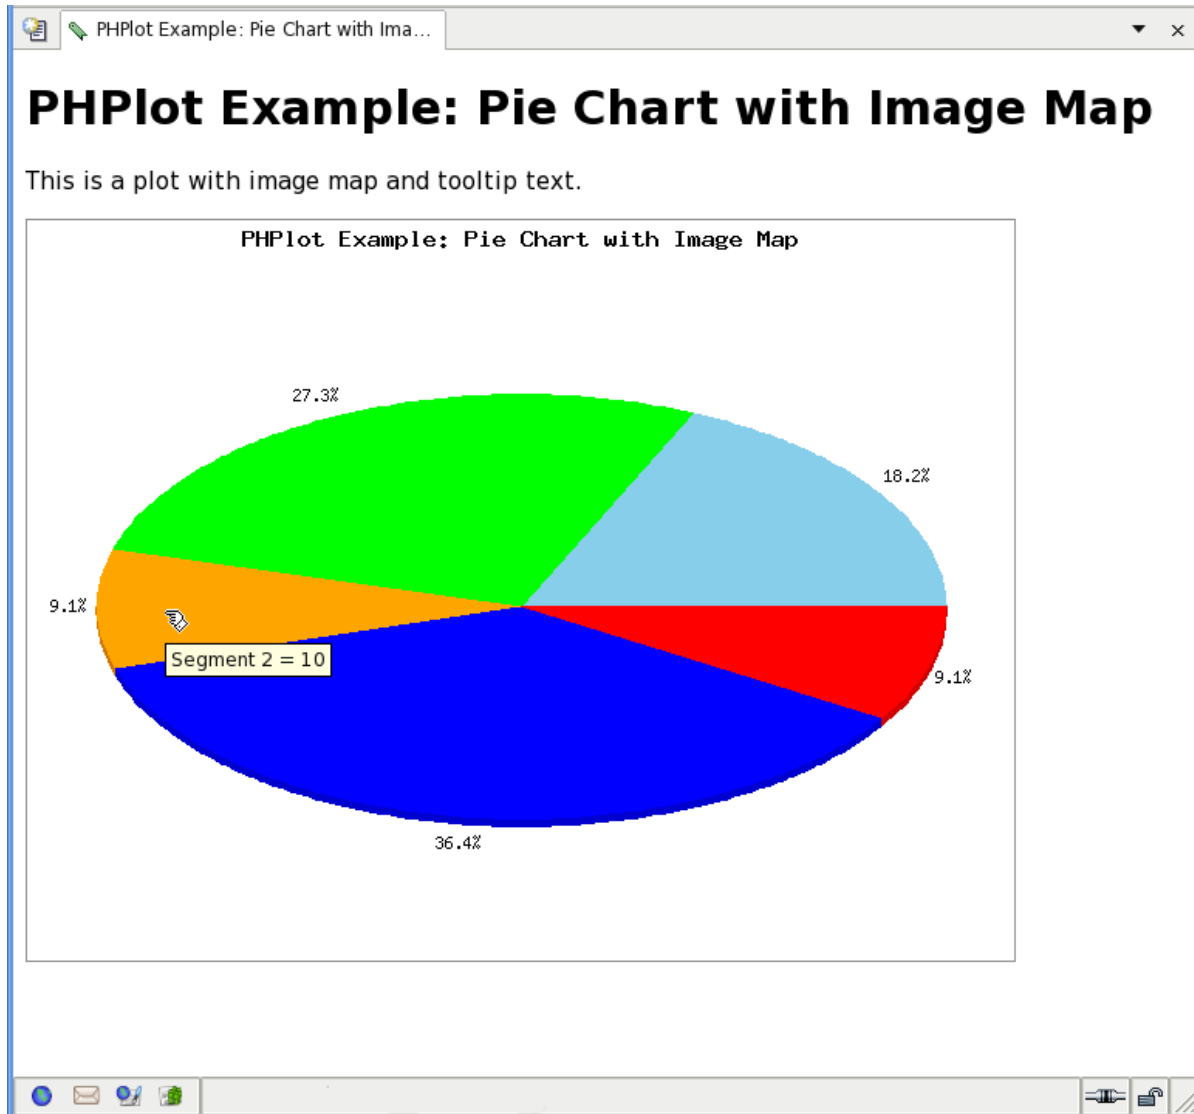 PHPlot Example: Pie Chart with Ima...
PHPlot Example: Pie Chart with Image Map
This is a plot with image map and tooltip text.
PHPlot Example: Pie Chart with Image Map
27.3%
18.2%
9.1%
Segment 2 = 10
9.1%
36.4%